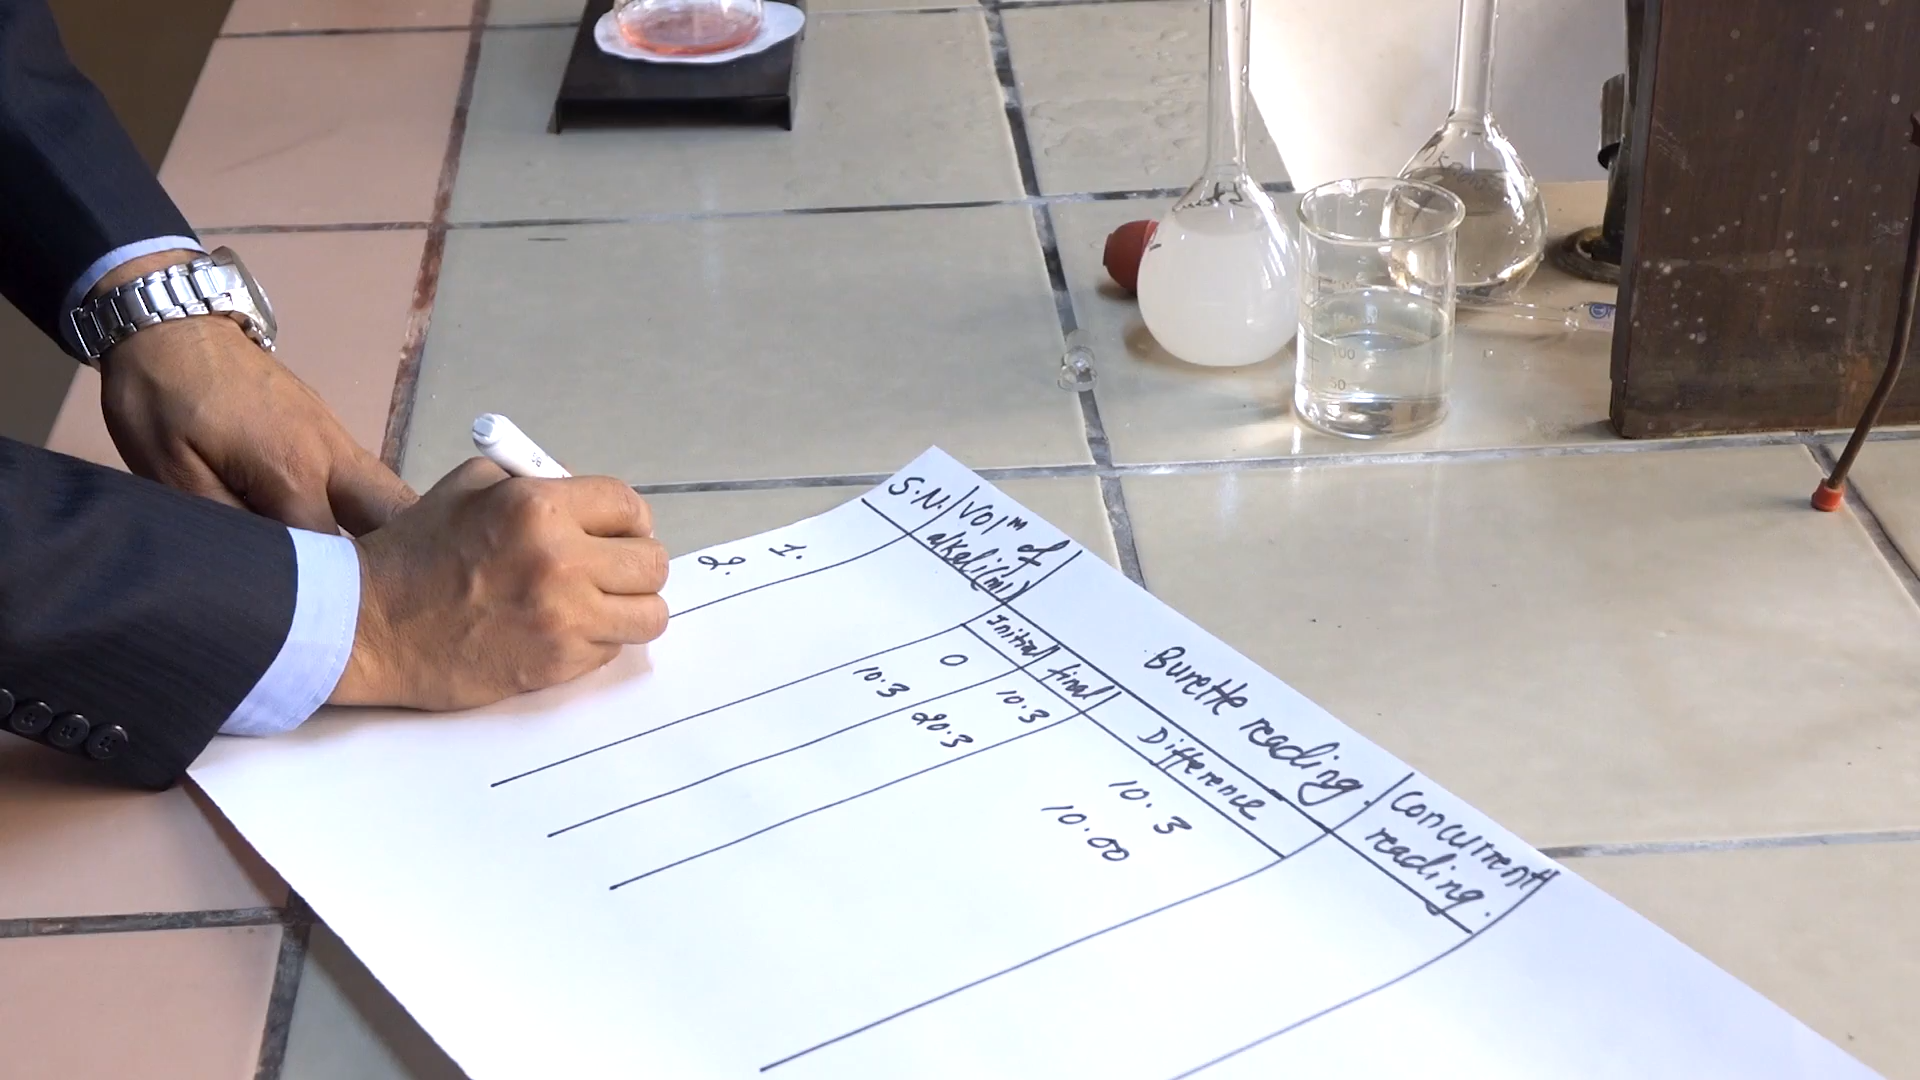 S.N. Vol^m of alkali(ml) Burette reading. Concurrent reading.
Initial final Difference
1. 0 10.3 10.3
2. 10.3 20.3 10.00
100
50